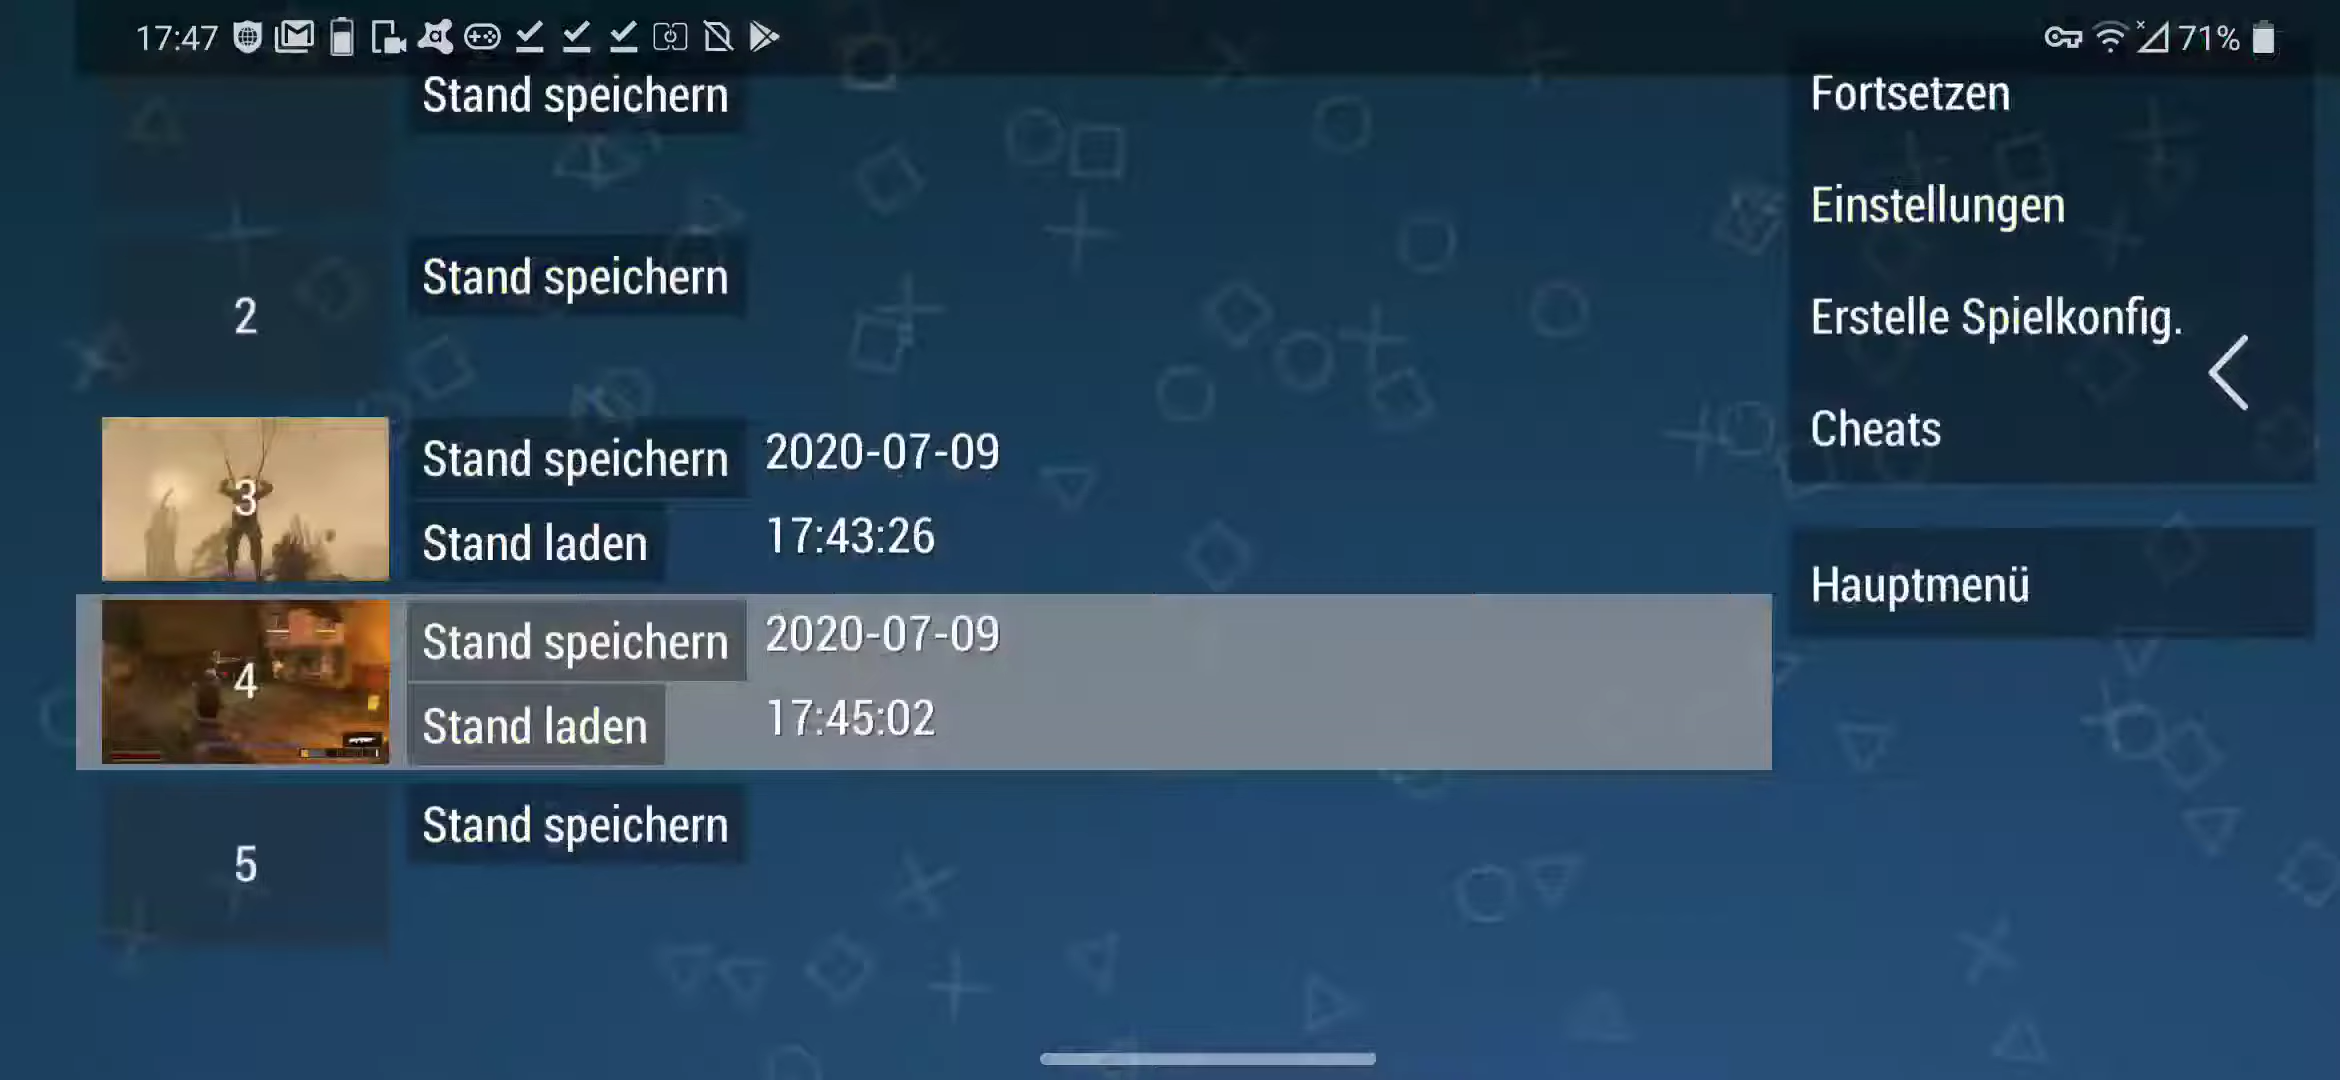 17:47 71%
Stand speichern
Fortsetzen
Einstellungen
2 Stand speichern
Erstelle Spielkonfig.
Cheats
3 Stand speichern 2020-07-09
Stand laden 17:43:26
Hauptmenü
4 Stand speichern 2020-07-09
Stand laden 17:45:02
5 Stand speichern